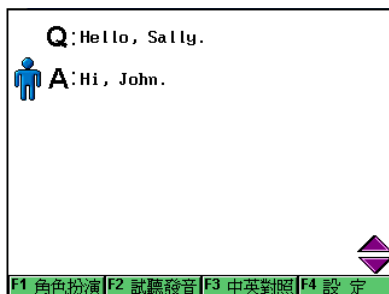 Q:Hello, Sally.
A:Hi, John.
F1 角色扮演 F2 試聽發音 F3 中英對照 F4 設 定